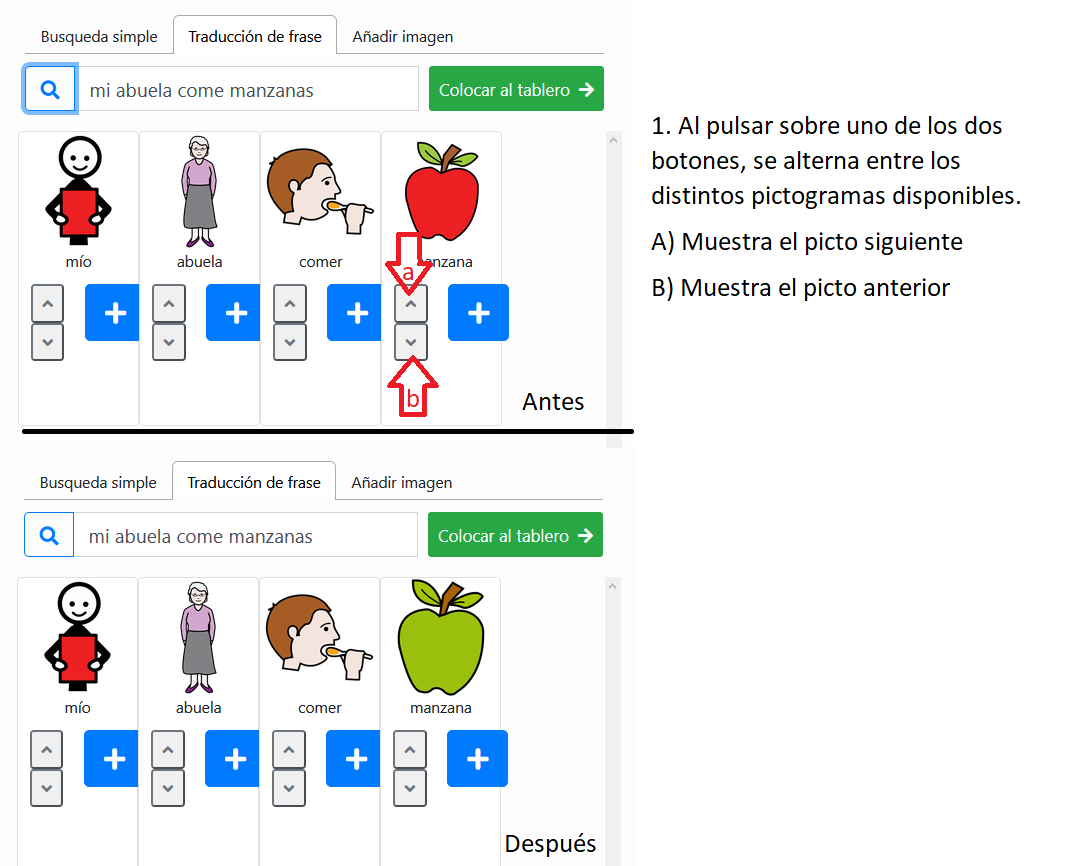 Busqueda simple Traducción de frase Añadir imagen
mi abuela come manzanas Colocar al tablero
mío abuela comer anzana
a
b
Antes
1. Al pulsar sobre uno de los dos
botones, se alterna entre los
distintos pictogramas disponibles.
A) Muestra el picto siguiente
B) Muestra el picto anterior
Busqueda simple Traducción de frase Añadir imagen
mi abuela come manzanas Colocar al tablero
mío abuela comer manzana
Después